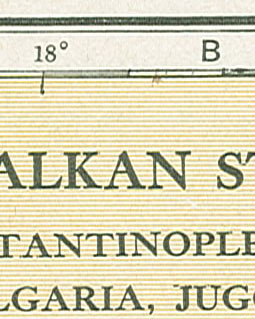 18° B
ALKAN ST
TANTINOPLE
LGARIA, JUGO